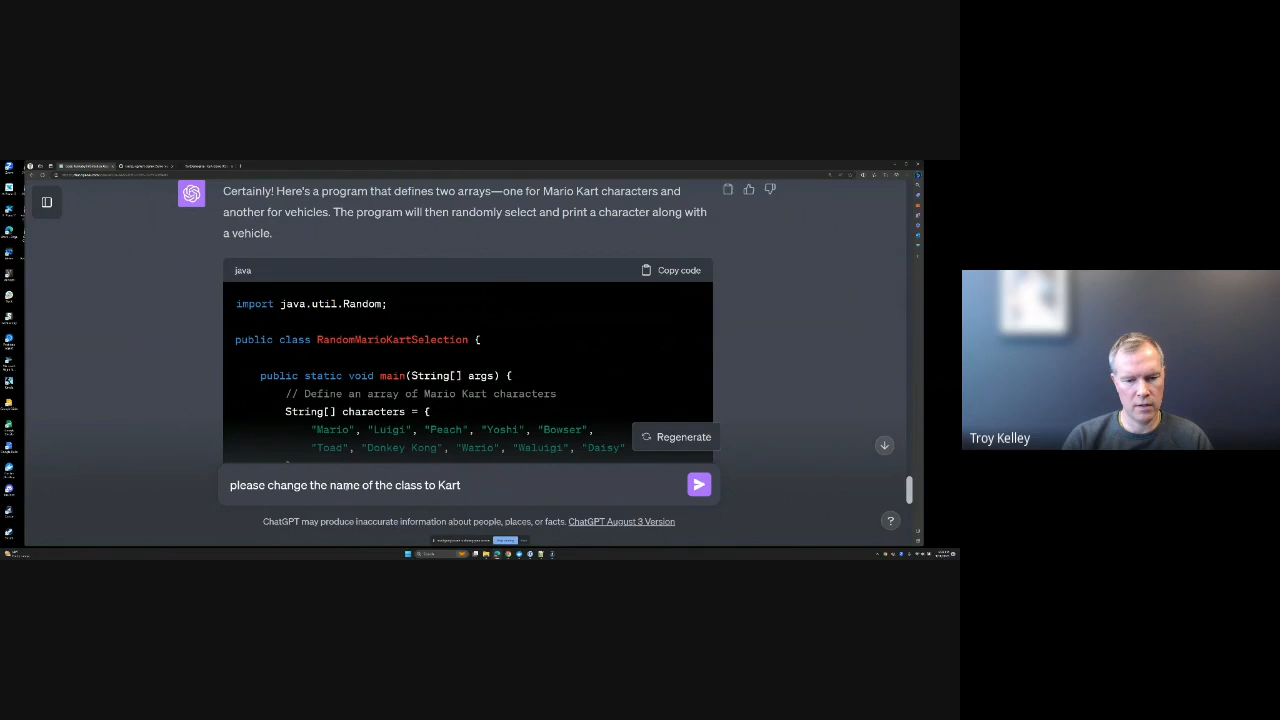 Certainly! Here's a program that defines two arrays—one for Mario Kart characters and
another for vehicles. The program will then randomly select and print a character along with
a vehicle.
java
Copy code
import java.util.Random;
public class RandomMarioKartSelection {
public static void main(String[] args) {
// Define an array of Mario Kart characters
String[] characters = {
"Mario", "Luigi", "Peach", "Yoshi", "Bowser",
"Toad", "Donkey Kong", "Wario", "Waluigi", "Daisy"
Regenerate
please change the name of the class to Kart
ChatGPT may produce inaccurate information about people, places, or facts. ChatGPT August 3 Version
?
Troy Kelley